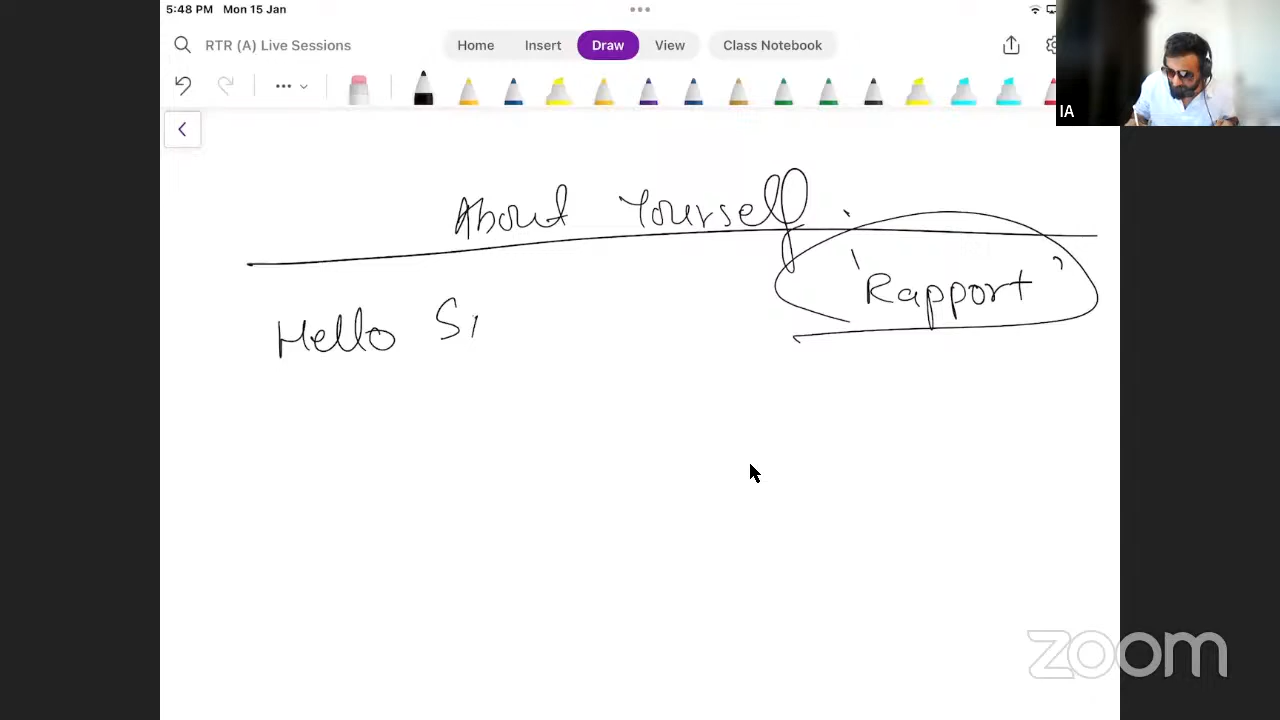 5:48 PM Mon 15 Jan
RTR (A) Live Sessions
Home Insert Draw View Class Notebook
IA
About Yourself.
'Rapport'
Hello
zoom